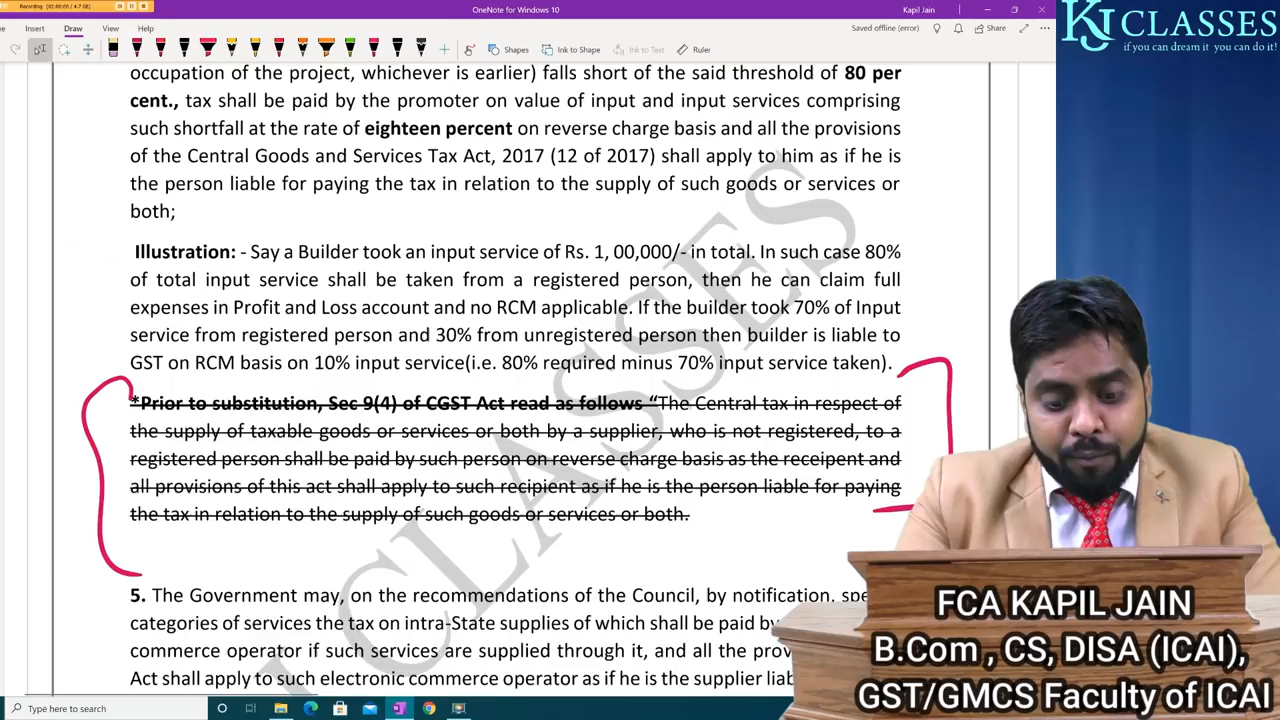 Recording [02:00:00 / 4.7 GB]
OneNote for Windows 10
Kapil Jain
Insert Draw View Help
Saved offline (error)
Share
Shapes
Ink to Shape
Ink to Text
Ruler
KJ CLASSES
if you can dream it you can do it!
occupation of the project, whichever is earlier) falls short of the said threshold of 80 per
cent., tax shall be paid by the promoter on value of input and input services comprising
such shortfall at the rate of eighteen percent on reverse charge basis and all the provisions
of the Central Goods and Services Tax Act, 2017 (12 of 2017) shall apply to him as if he is
the person liable for paying the tax in relation to the supply of such goods or services or
both;
Illustration: - Say a Builder took an input service of Rs. 1, 00,000/- in total. In such case 80%
of total input service shall be taken from a registered person, then he can claim full
expenses in Profit and Loss account and no RCM applicable. If the builder took 70% of Input
service from registered person and 30% from unregistered person then builder is liable to
GST on RCM basis on 10% input service(i.e. 80% required minus 70% input service taken).
*Prior to substitution, Sec 9(4) of CGST Act read as follows “The Central tax in respect of
the supply of taxable goods or services or both by a supplier, who is not registered, to a
registered person shall be paid by such person on reverse charge basis as the receipent and
all provisions of this act shall apply to such recipient as if he is the person liable for paying
the tax in relation to the supply of such goods or services or both.
5. The Government may, on the recommendations of the Council, by notification,
categories of services the tax on intra-State supplies of which shall be paid by
commerce operator if such services are supplied through it, and all the
Act shall apply to such electronic commerce operator as if he is the supplier
CLASSES
FCA KAPIL JAIN
B.Com , CS, DISA (ICAI),
GST/GMCS Faculty of ICAI
Type here to search